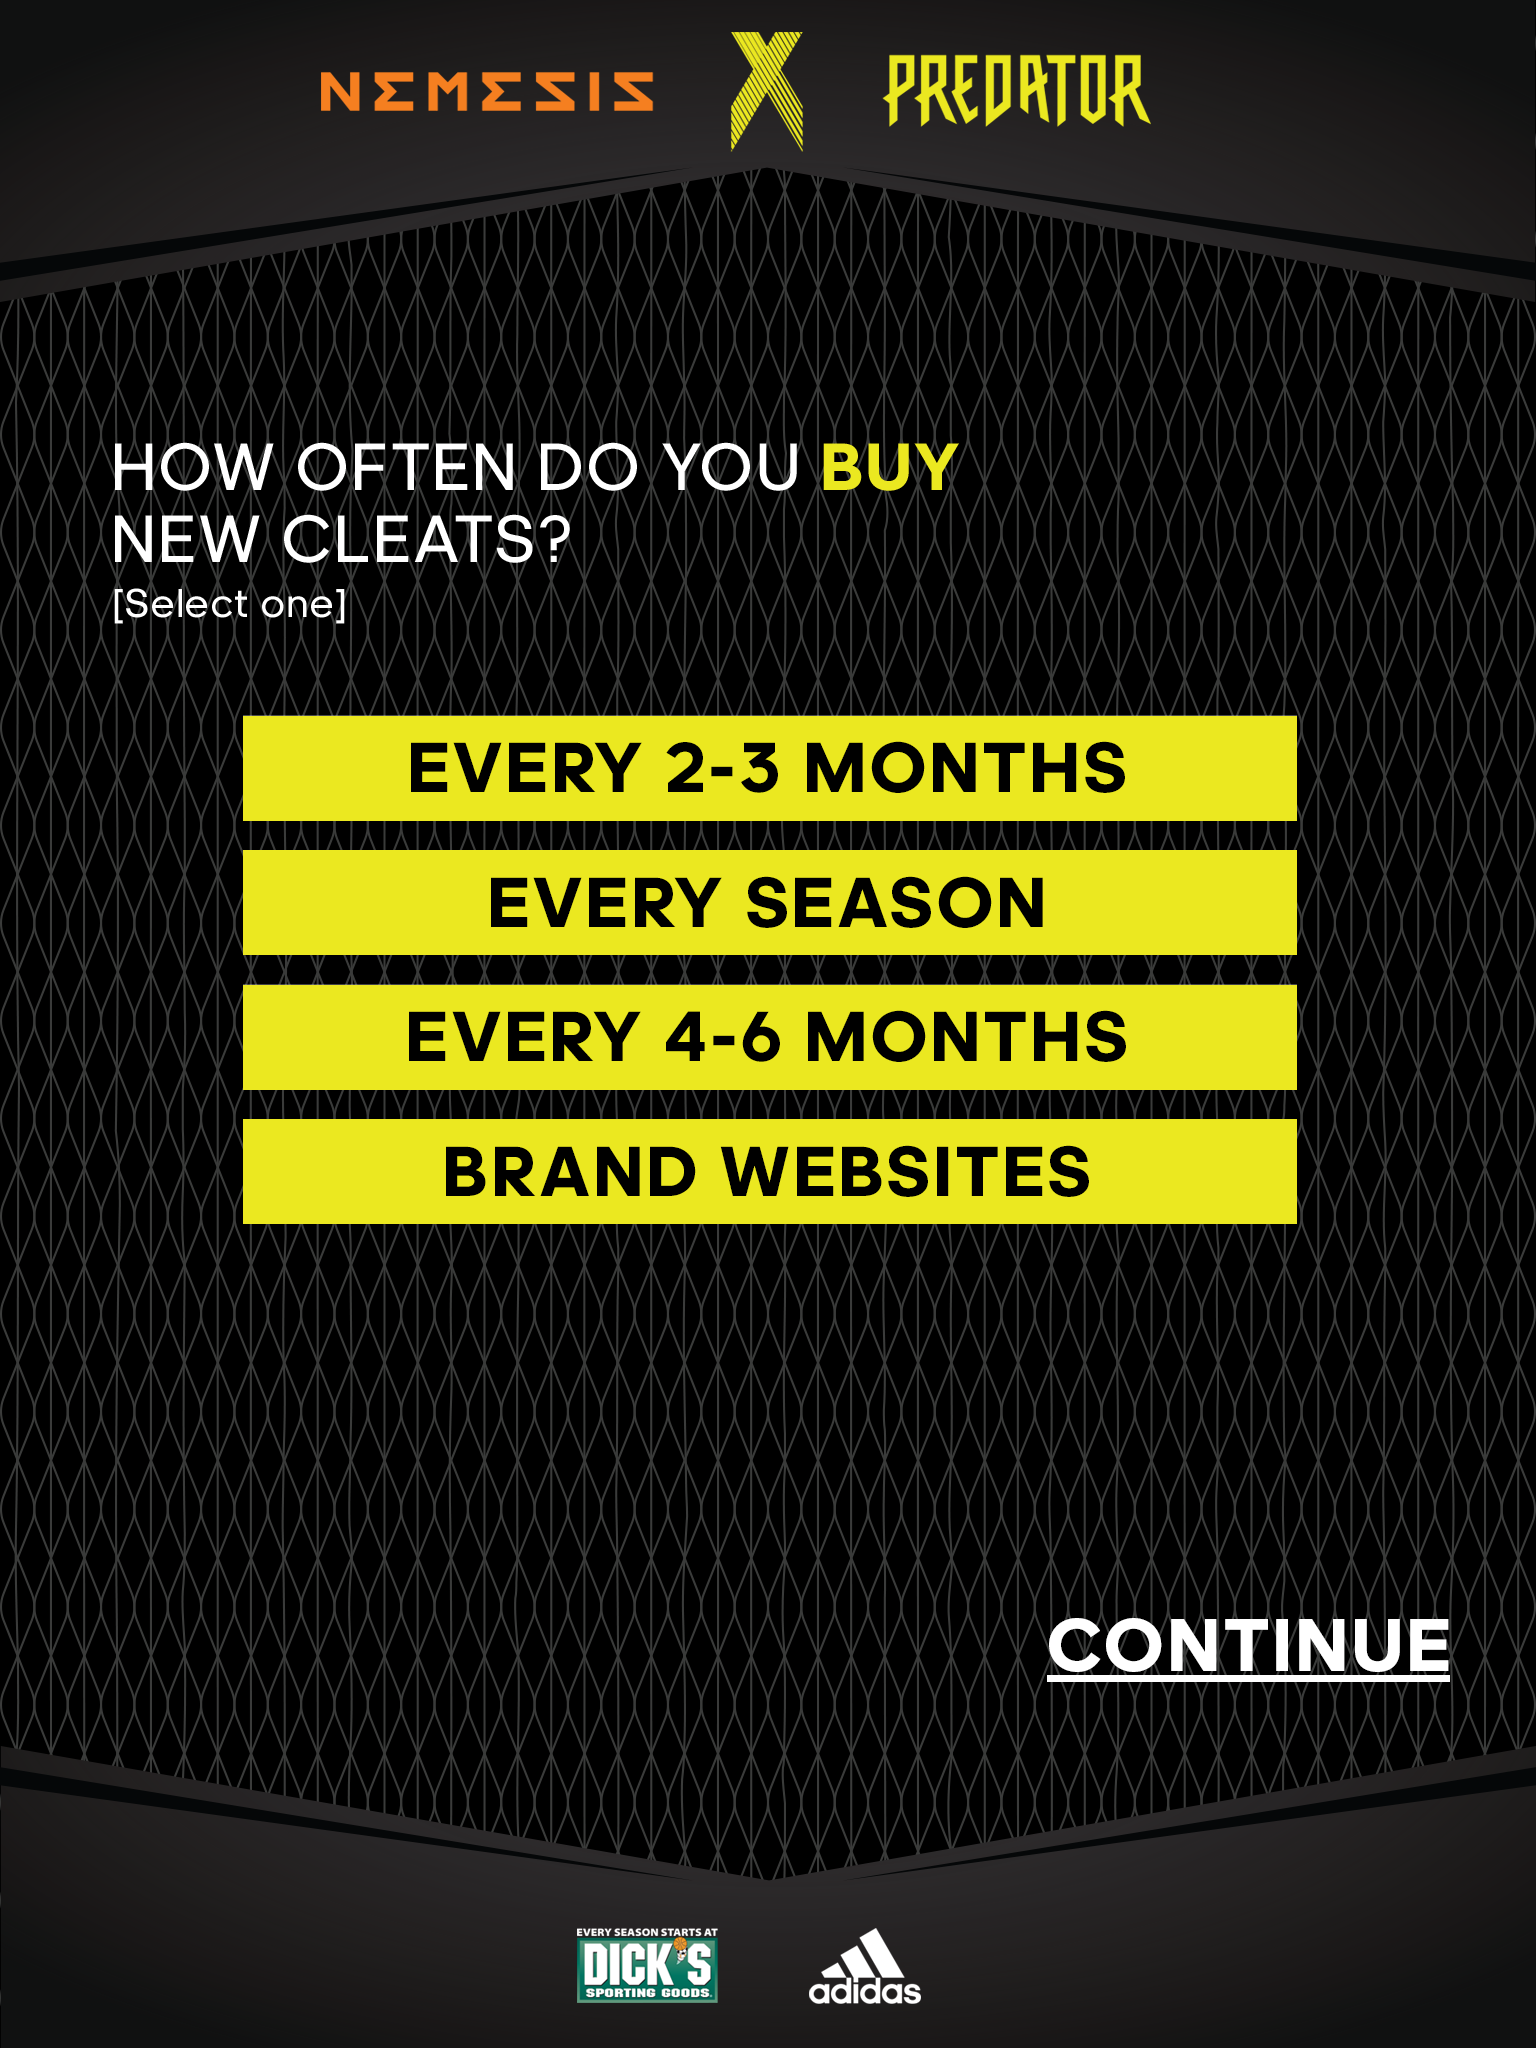 NEMESIS X PREDATOR
HOW OFTEN DO YOU BUY
NEW CLEATS?
[Select one]
EVERY 2-3 MONTHS
EVERY SEASON
EVERY 4-6 MONTHS
BRAND WEBSITES
CONTINUE
EVERY SEASON STARTS AT
DICK'S
SPORTING GOODS.
adidas